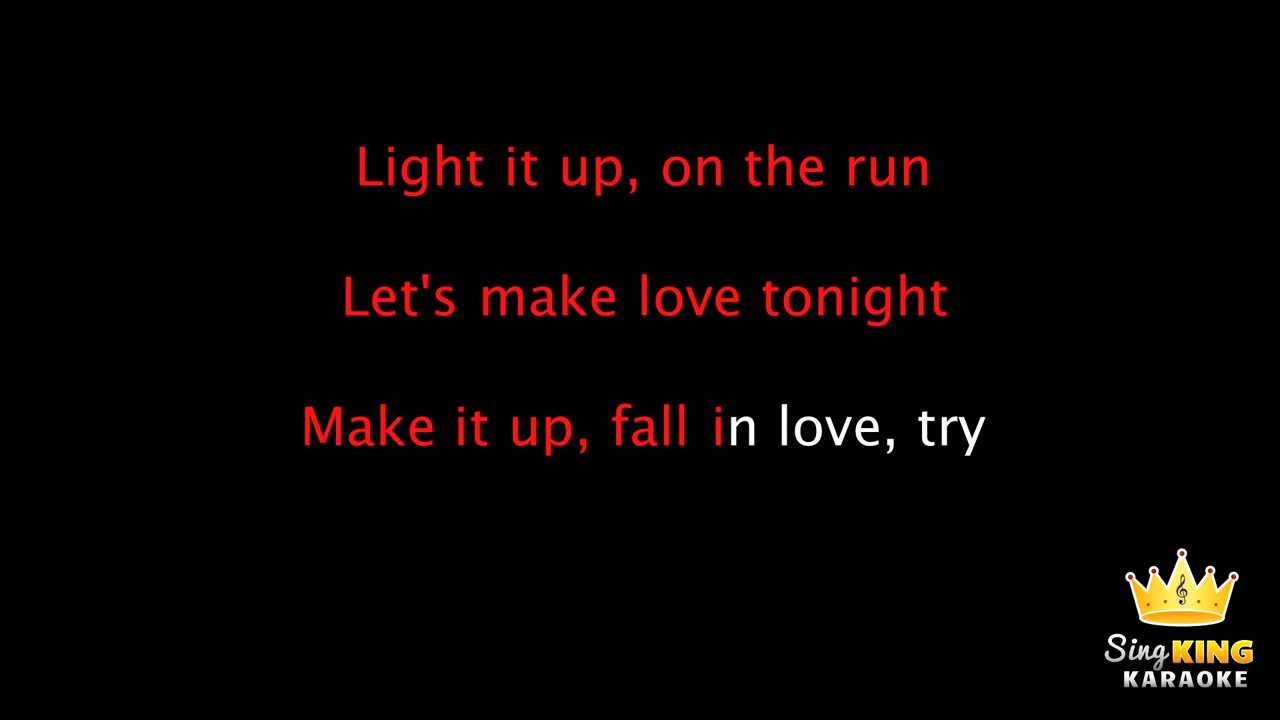 Light it up, on the run
Let's make love tonight
Make it up, fall in love, try
Sing KING
KARAOKE